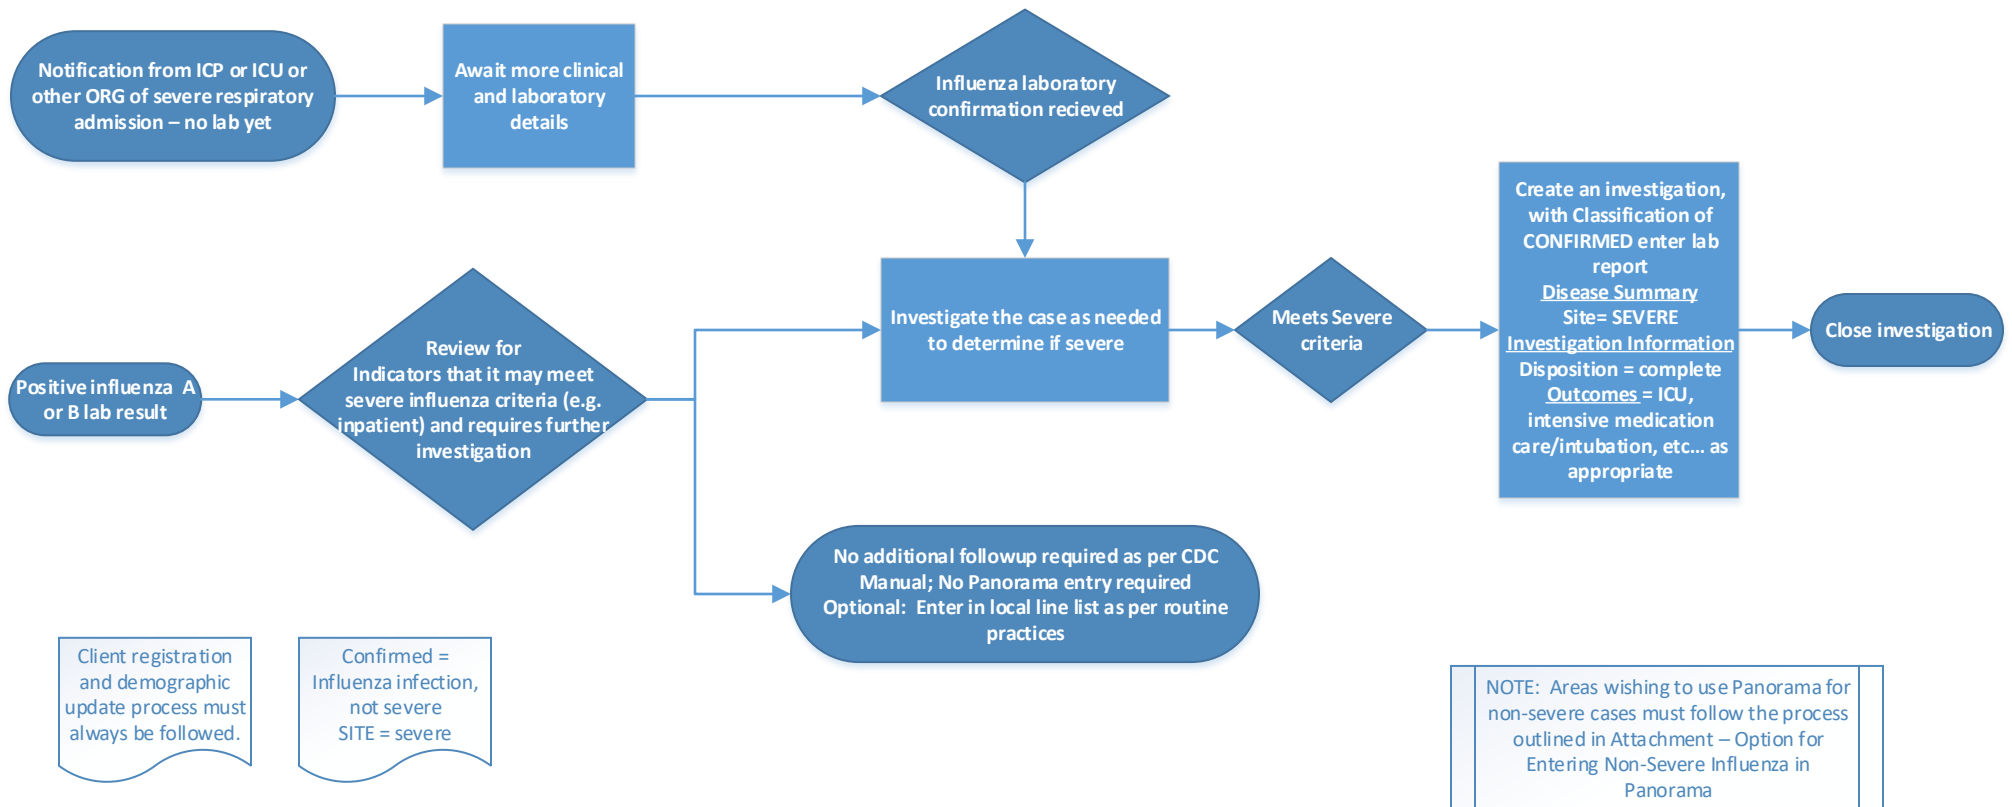 Notification from ICP or ICU or
other ORG of severe respiratory
admission – no lab yet
Await more clinical
and laboratory
details
Influenza laboratory
confirmation recieved
Positive influenza A
or B lab result
Review for
Indicators that it may meet
severe influenza criteria (e.g.
inpatient) and requires further
investigation
Investigate the case as needed
to determine if severe
Meets Severe
criteria
Create an investigation,
with Classification of
CONFIRMED enter lab
report
Disease Summary
Site= SEVERE
Investigation Information
Disposition = complete
Outcomes = ICU,
intensive medication
care/intubation, etc... as
appropriate
Close investigation
No additional followup required as per CDC
Manual; No Panorama entry required
Optional: Enter in local line list as per routine
practices
Client registration
and demographic
update process must
always be followed.
Confirmed =
Influenza infection,
not severe
SITE = severe
NOTE: Areas wishing to use Panorama for
non-severe cases must follow the process
outlined in Attachment – Option for
Entering Non-Severe Influenza in
Panorama